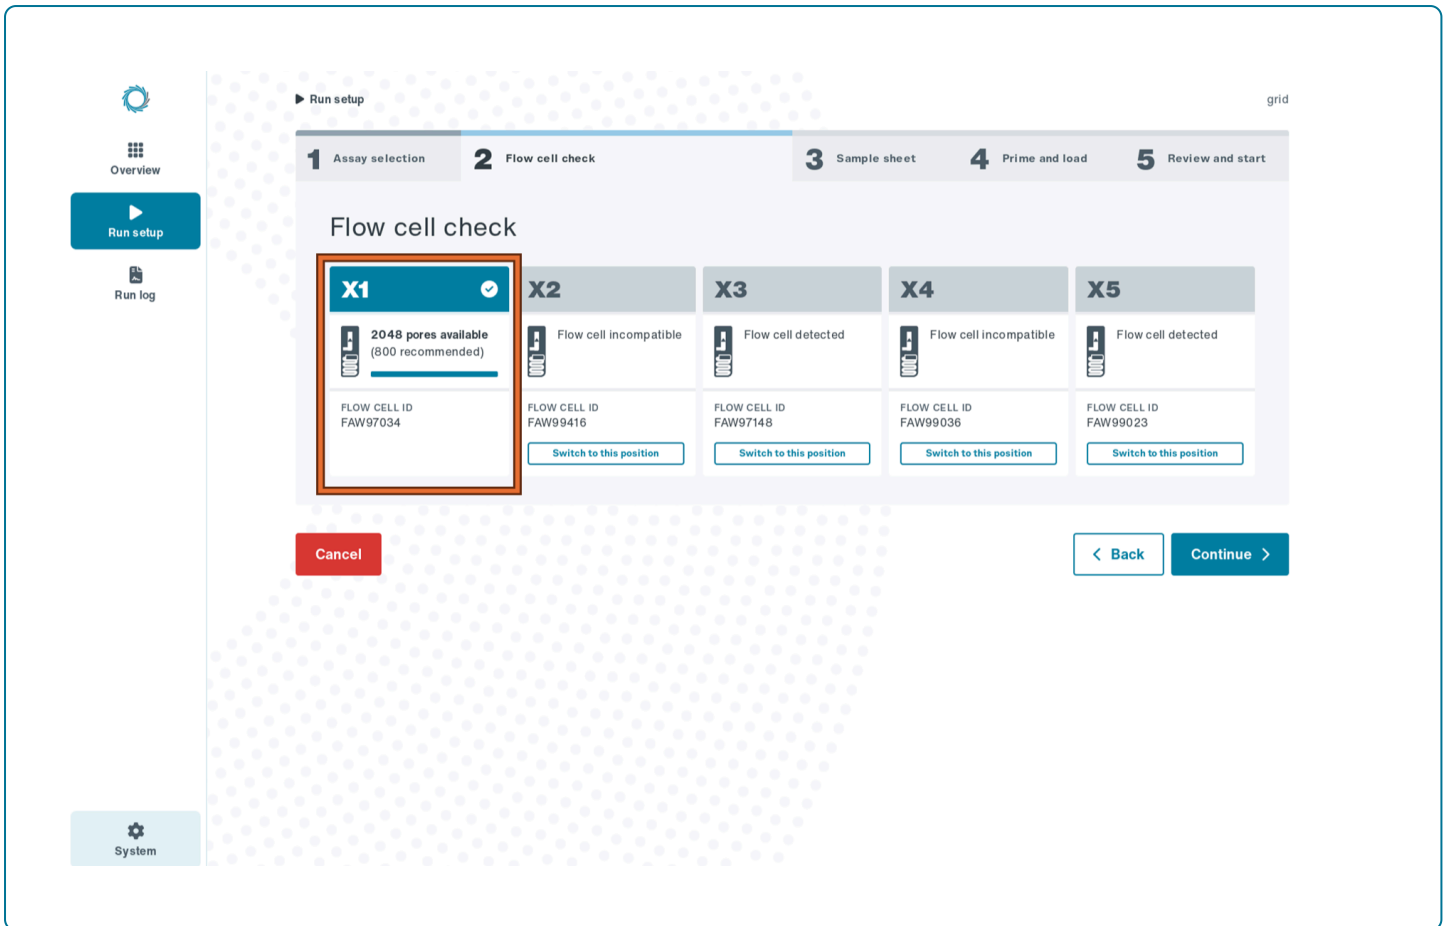 Run setup
grid
Overview
Run setup
Run log
System
1 Assay selection
2 Flow cell check
3 Sample sheet
4 Prime and load
5 Review and start
Flow cell check
X1
2048 pores available
(800 recommended)
FLOW CELL ID
FAW97034
X2
Flow cell incompatible
FLOW CELL ID
FAW99416
Switch to this position
X3
Flow cell detected
FLOW CELL ID
FAW97148
Switch to this position
X4
Flow cell incompatible
FLOW CELL ID
FAW99036
Switch to this position
X5
Flow cell detected
FLOW CELL ID
FAW99023
Switch to this position
Cancel
Back
Continue